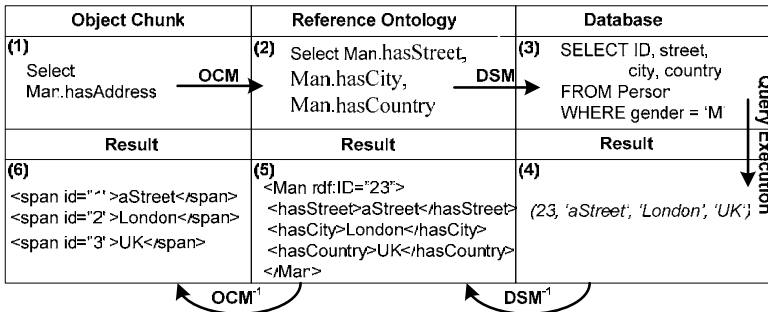 Object Chunk
Reference Ontology
Database
(1)
Select
Man.hasAddress
OCM
(2)
Select Man.hasStreet,
Man.hasCity,
Man.hasCountry
DSM
(3)
SELECT ID, street,
city, country
FROM Person
WHERE gender = 'M'
Query Execution
Result
Result
Result
(6)
<span id="1">aStreet</span>
<span id="2">London</span>
<span id="3">UK</span>
(5)
<Man rdf:ID="23">
<hasStreet>aStreet</hasStreet>
<hasCity>London</hasCity>
<hasCountry>UK</hasCountry>
</Man>
(4)
(23, 'aStreet', 'London', 'UK')
OCM-1
DSM-1